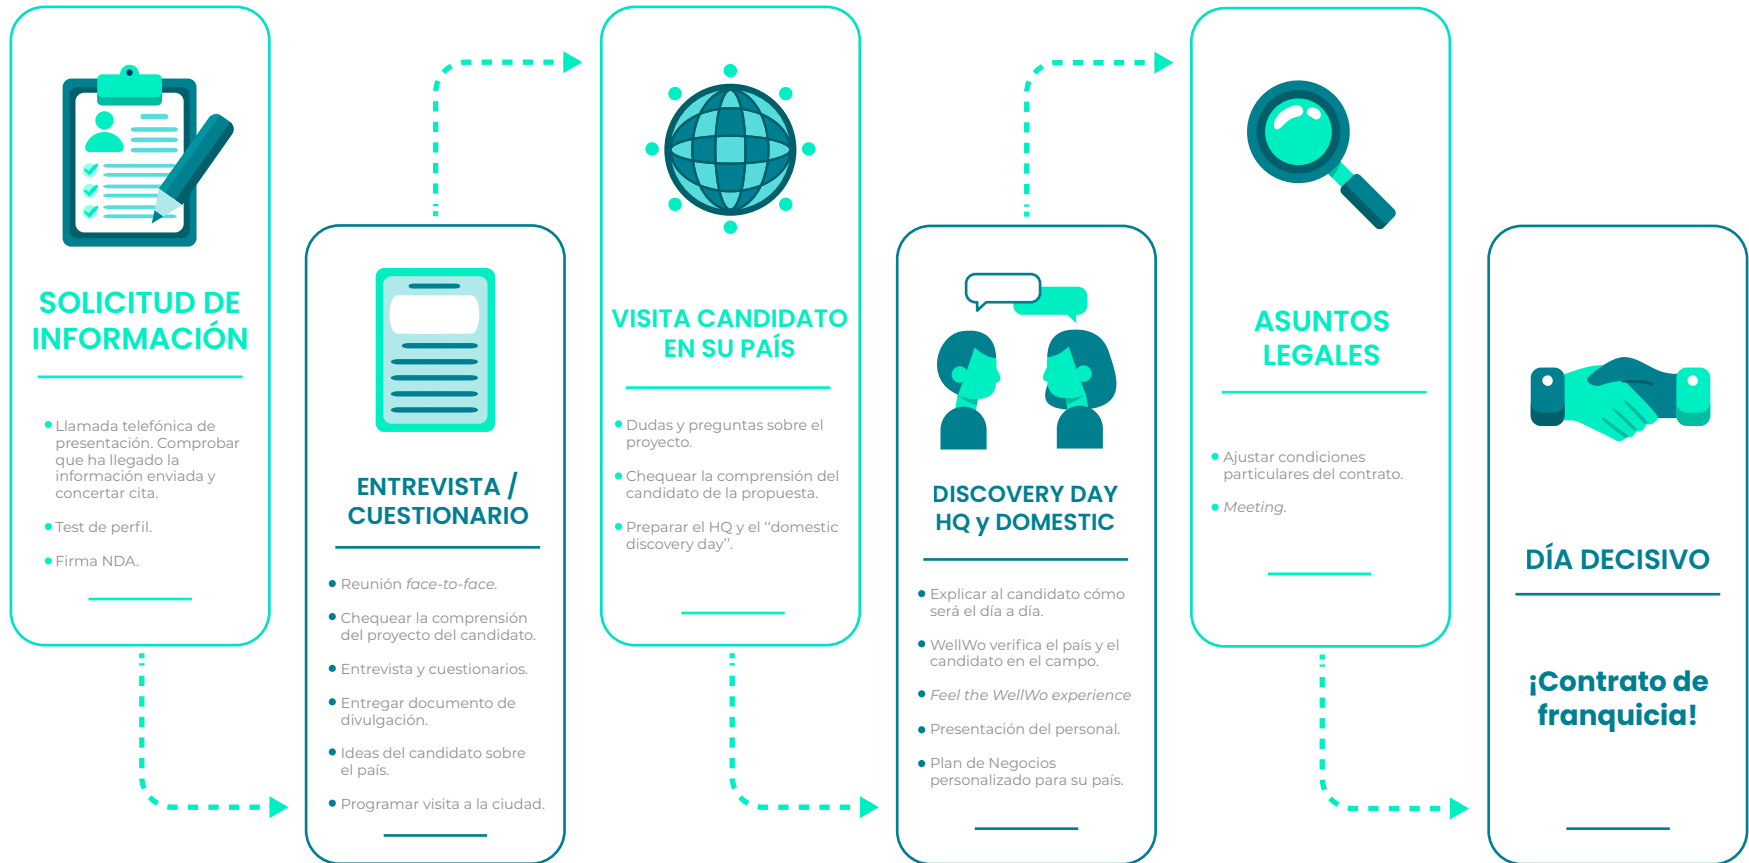 SOLICITUD DE
INFORMACIÓN
Llamada telefónica de
presentación. Comprobar
que ha llegado la
información enviada y
concertar cita.
Test de perfil.
Firma NDA.
ENTREVISTA /
CUESTIONARIO
Reunión face-to-face.
Chequear la comprensión
del proyecto del candidato.
Entrevista y cuestionarios.
Entregar documento de
divulgación.
Ideas del candidato sobre
el país.
Programar visita a la ciudad.
VISITA CANDIDATO
EN SU PAÍS
Dudas y preguntas sobre el
proyecto.
Chequear la comprensión del
candidato de la propuesta.
Preparar el HQ y el "domestic
discovery day".
DISCOVERY DAY
HQ y DOMESTIC
Explicar al candidato cómo
será el día a día.
WellWo verifica el país y el
candidato en el campo.
Feel the WellWo experience
Presentación del personal.
Plan de Negocios
personalizado para su país.
ASUNTOS
LEGALES
Ajustar condiciones
particulares del contrato.
Meeting.
DÍA DECISIVO
¡Contrato de
franquicia!